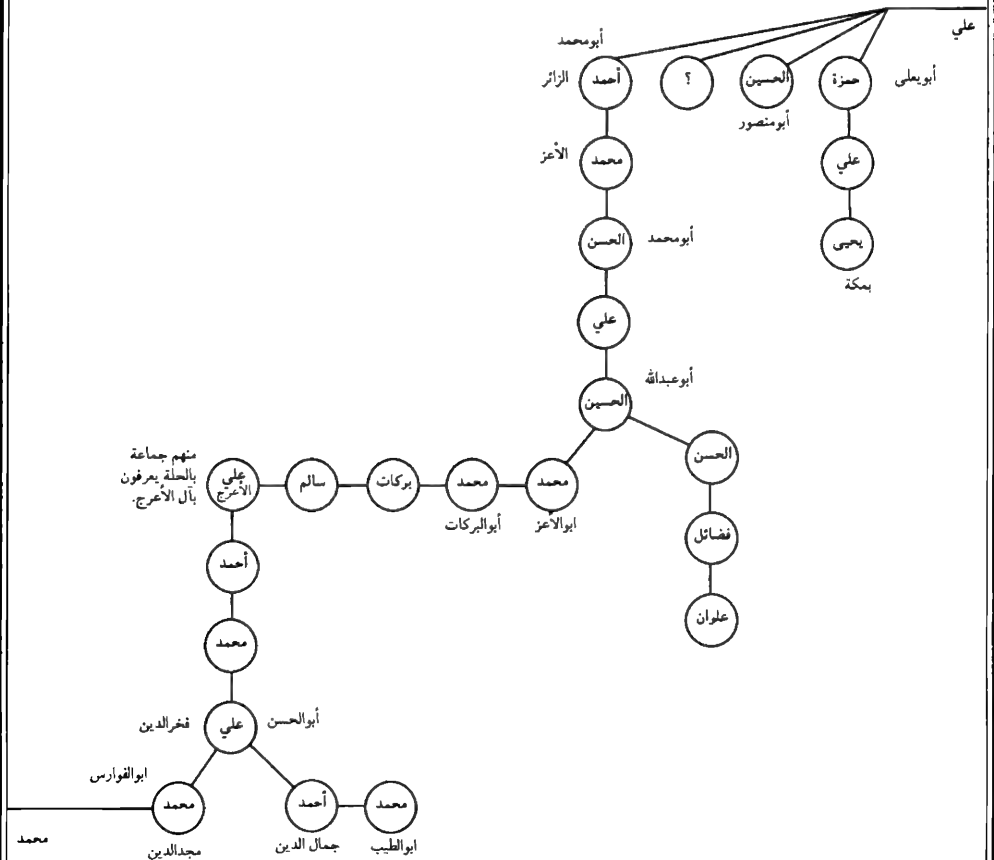 علي
أبومحمد
أبويعلى
حمزة
الحسين
؟
أحمد
الزائر
أبومنصور
علي
محمد
الأعز
يحيى
أبومحمد
الحسن
بمكة
علي
أبوعبدالله
الحسين
الحسن
محمد
محمد
بركات
سالم
علي
الأعرج
منهم جماعة
بالحلة يعرفون
بآل الأعرج.
ابوالاعز
أبوالبركات
فضائل
أحمد
علوان
محمد
أبوالحسن
علي
فخرالدين
ابوالفوارس
محمد
أحمد
محمد
محمد
ابوالطيب
جمال الدين
مجدالدين